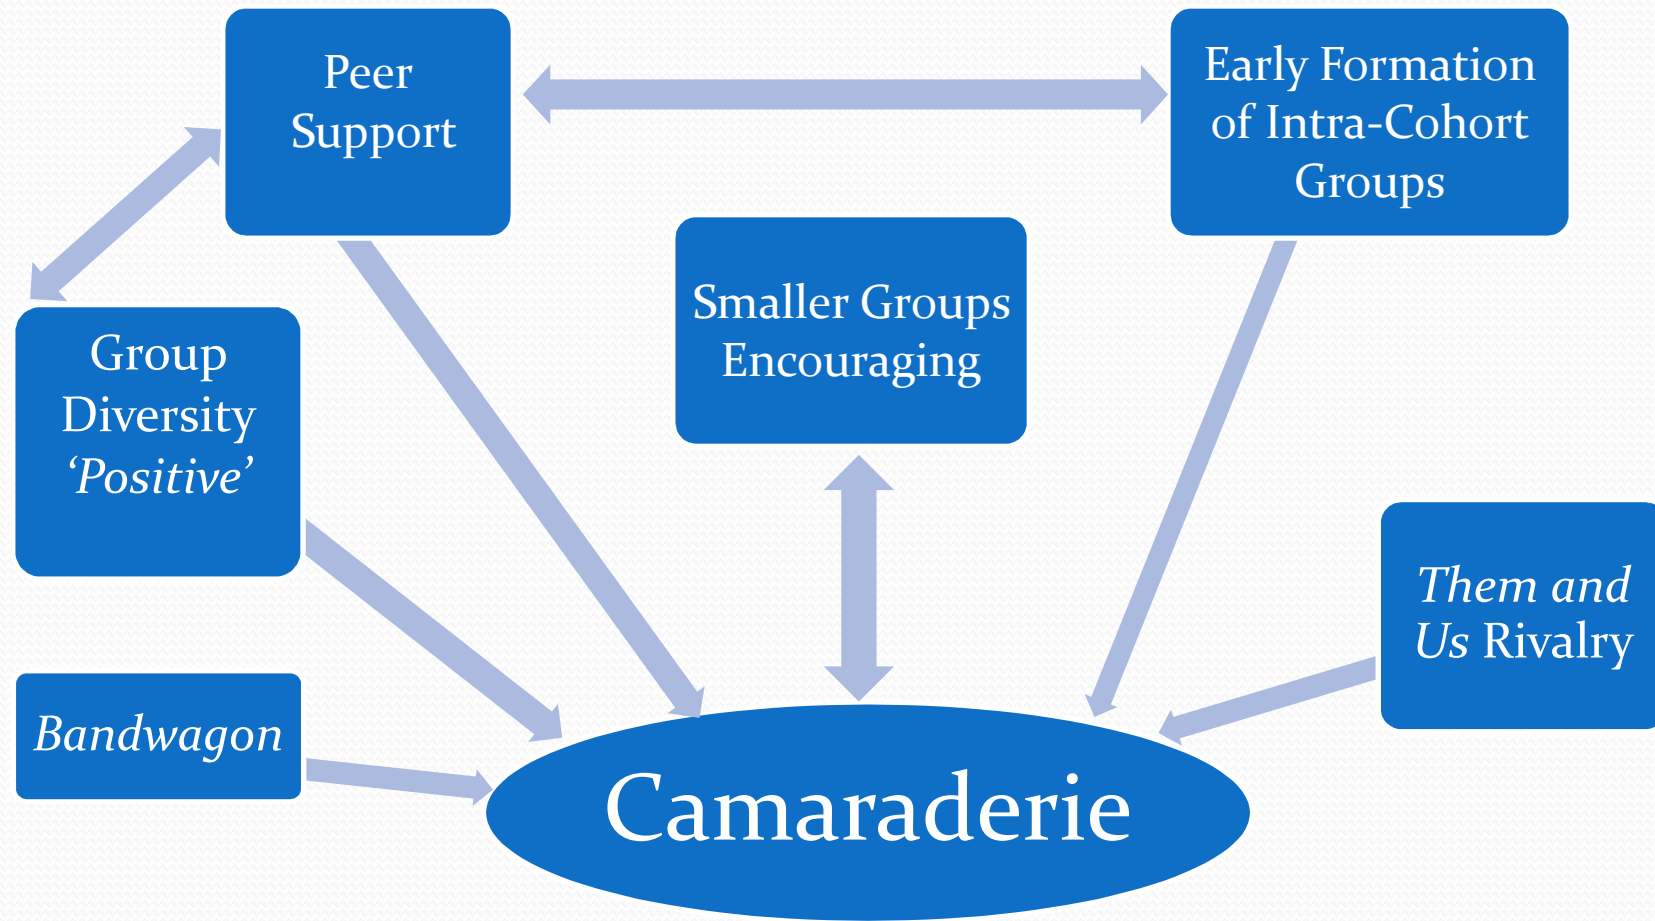 Peer
Support
Early Formation
of Intra-Cohort
Groups
Smaller Groups
Encouraging
Group
Diversity
‘Positive’
Them and
Us Rivalry
Bandwagon
Camaraderie